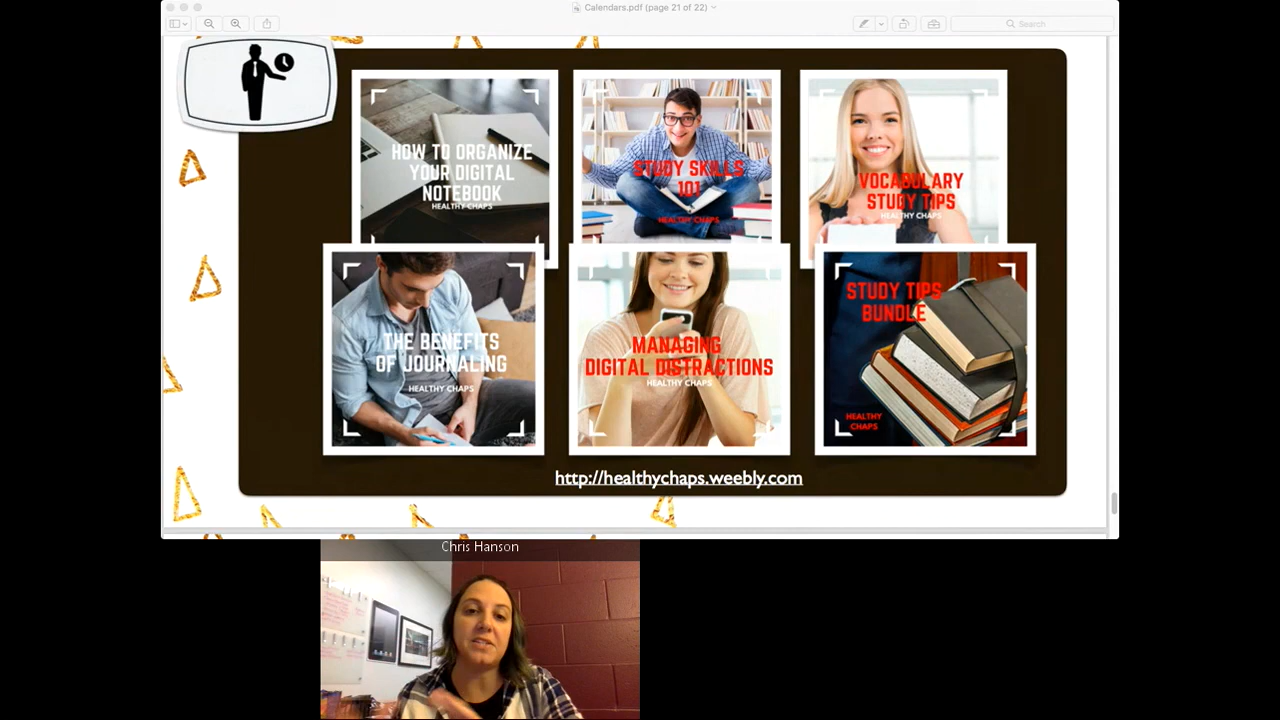 Calendars.pdf (page 21 of 22)
Search
HOW TO ORGANIZE
YOUR DIGITAL
NOTEBOOK
HEALTHY CHAPS
STUDY SKILLS
101
HEALTHY CHAPS
VOCABULARY
STUDY TIPS
HEALTHY CHAPS
THE BENEFITS
OF JOURNALING
HEALTHY CHAPS
MANAGING
DIGITAL DISTRACTIONS
HEALTHY CHAPS
STUDY TIPS
BUNDLE
HEALTHY
CHAPS
http://healthychaps.weebly.com
Chris Hanson